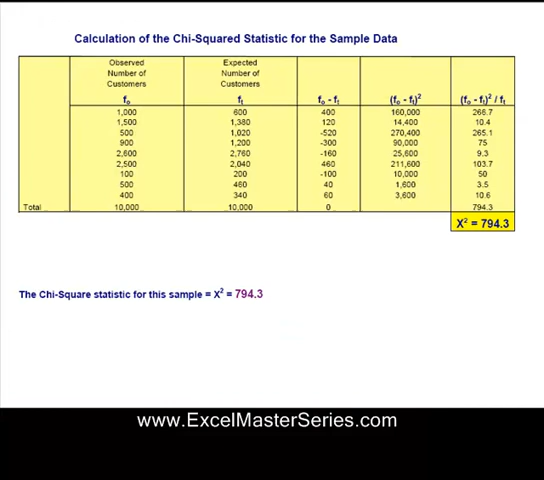 Calculation of the Chi-Squared Statistic for the Sample Data
Observed Number of Customers fo Expected Number of Customers ft fo - ft (fo - ft)2 (fo - ft)2 / ft
1,000 600 400 160,000 266.7
1,500 1,380 120 14,400 10.4
500 1,020 -520 270,400 265.1
900 1,200 -300 90,000 75
2,600 2,760 -160 25,600 9.3
2,500 2,040 460 211,600 103.7
100 200 -100 10,000 50
500 460 40 1,600 3.5
400 340 60 3,600 10.6
Total 10,000 10,000 0 794.3
X2 = 794.3
The Chi-Square statistic for this sample = X2 = 794.3
www.ExcelMasterSeries.com